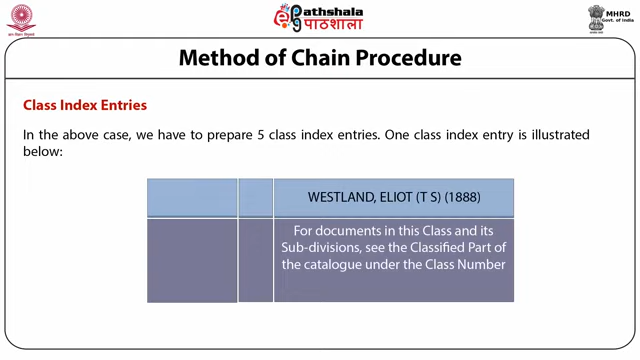 Pathshala
पाठशाला
MHRD
Govt. of India
Method of Chain Procedure
Class Index Entries
In the above case, we have to prepare 5 class index entries. One class index entry is illustrated
below:
WESTLAND, ELIOT (T S) (1888)
For documents in this Class and its
Sub-divisions, see the Classified Part of
the catalogue under the Class Number